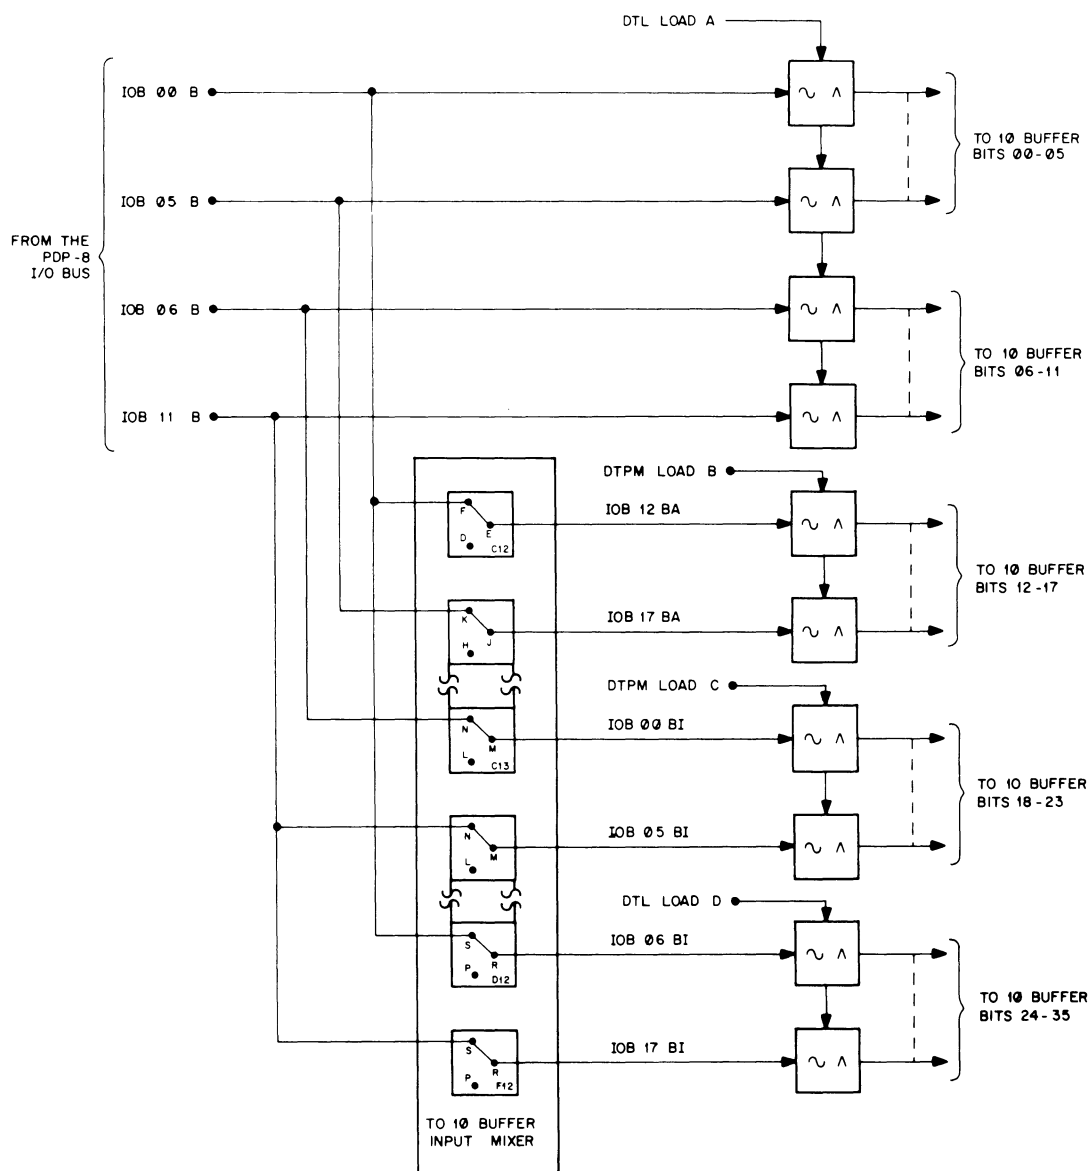 DTL LOAD A
IOB 00 B
∿ Λ
TO 10 BUFFER
BITS 00-05
IOB 05 B
∿ Λ
FROM THE
PDP-8
I/O BUS
IOB 06 B
∿ Λ
TO 10 BUFFER
BITS 06-11
IOB 11 B
∿ Λ
DTPM LOAD B
F
E
D
C12
IOB 12 BA
∿ Λ
TO 10 BUFFER
BITS 12-17
K
J
H
IOB 17 BA
∿ Λ
DTPM LOAD C
N
M
L
C13
IOB 00 BI
∿ Λ
TO 10 BUFFER
BITS 18-23
N
M
L
IOB 05 BI
∿ Λ
DTL LOAD D
S
R
P
D12
IOB 06 BI
∿ Λ
TO 10 BUFFER
BITS 24-35
S
R
P
F12
IOB 17 BI
∿ Λ
TO 10 BUFFER
INPUT MIXER